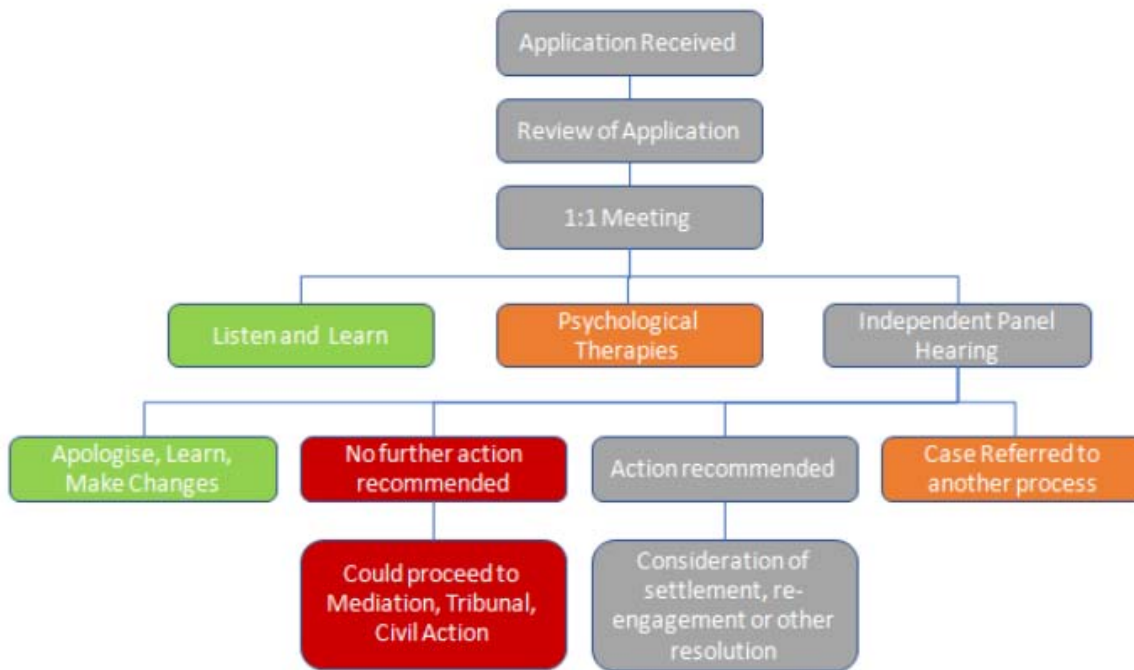 Application Received
Review of Application
1:1 Meeting
Listen and Learn
Psychological
Therapies
Independent Panel
Hearing
Apologise, Learn,
Make Changes
No further action
recommended
Action recommended
Case Referred to
another process
Could proceed to
Mediation, Tribunal,
Civil Action
Consideration of
settlement, re-
engagement or other
resolution